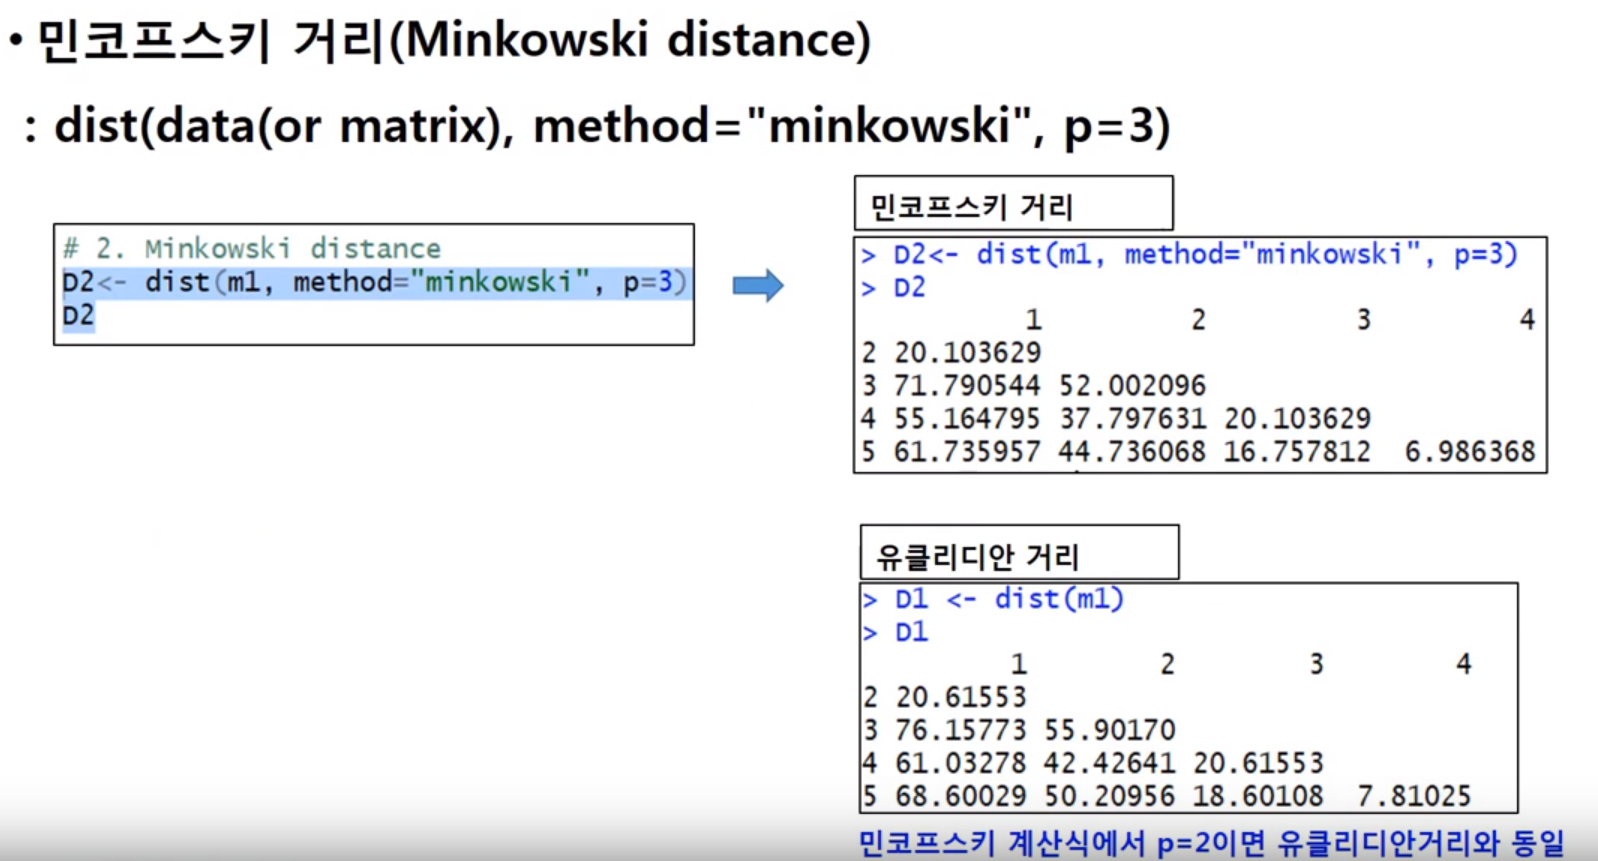 • 민코프스키 거리(Minkowski distance)
: dist(data(or matrix), method="minkowski", p=3)
# 2. Minkowski distance
D2<- dist(m1, method="minkowski", p=3)
D2
민코프스키 거리
> D2<- dist(m1, method="minkowski", p=3)
> D2
1 2 3 4
2 20.103629
3 71.790544 52.002096
4 55.164795 37.797631 20.103629
5 61.735957 44.736068 16.757812 6.986368
유클리디안 거리
> D1 <- dist(m1)
> D1
1 2 3 4
2 20.61553
3 76.15773 55.90170
4 61.03278 42.42641 20.61553
5 68.60029 50.20956 18.60108 7.81025
민코프스키 계산식에서 p=2이면 유클리디안거리와 동일